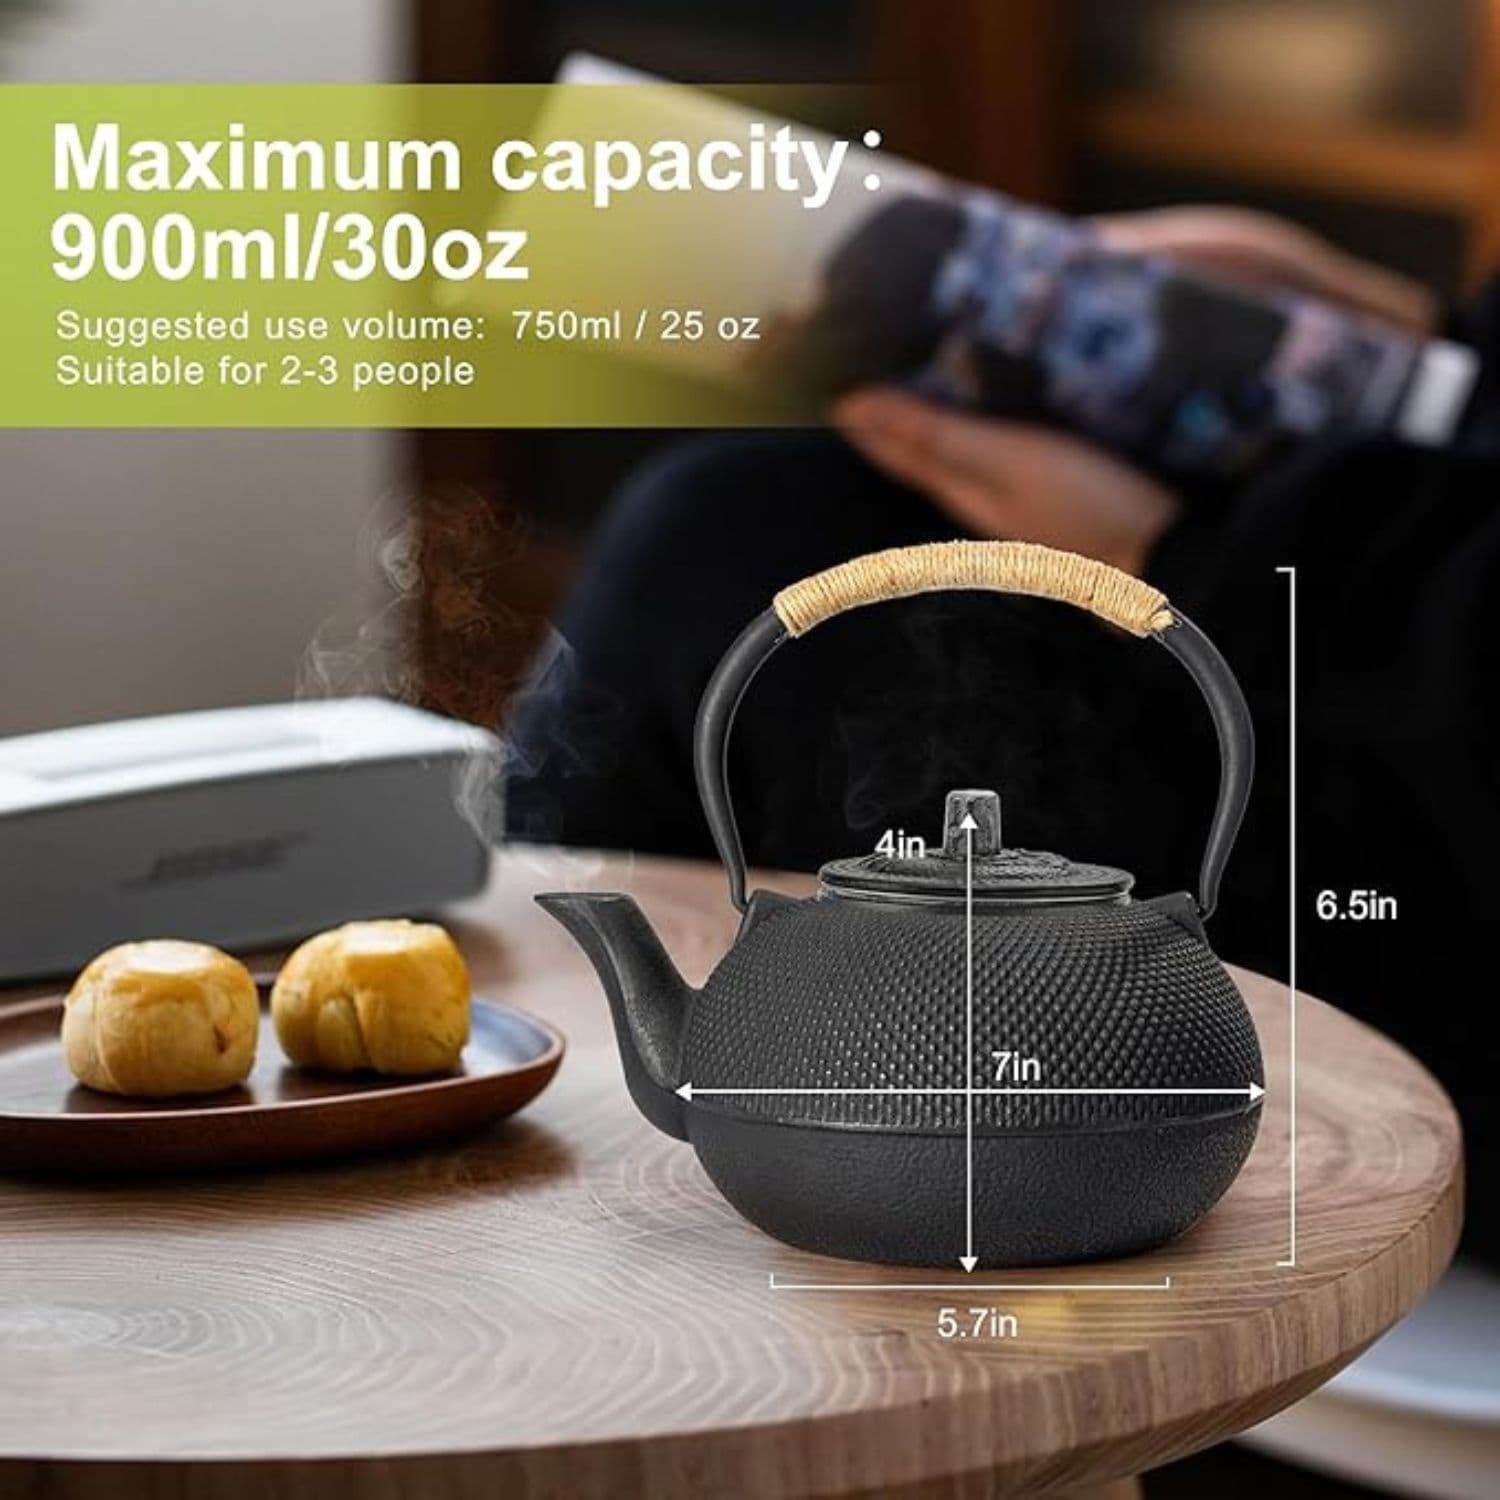 Maximum capacity：
900ml/30oz
Suggested use volume: 750ml / 25 oz
Suitable for 2-3 people
4in
6.5in
7in
5.7in